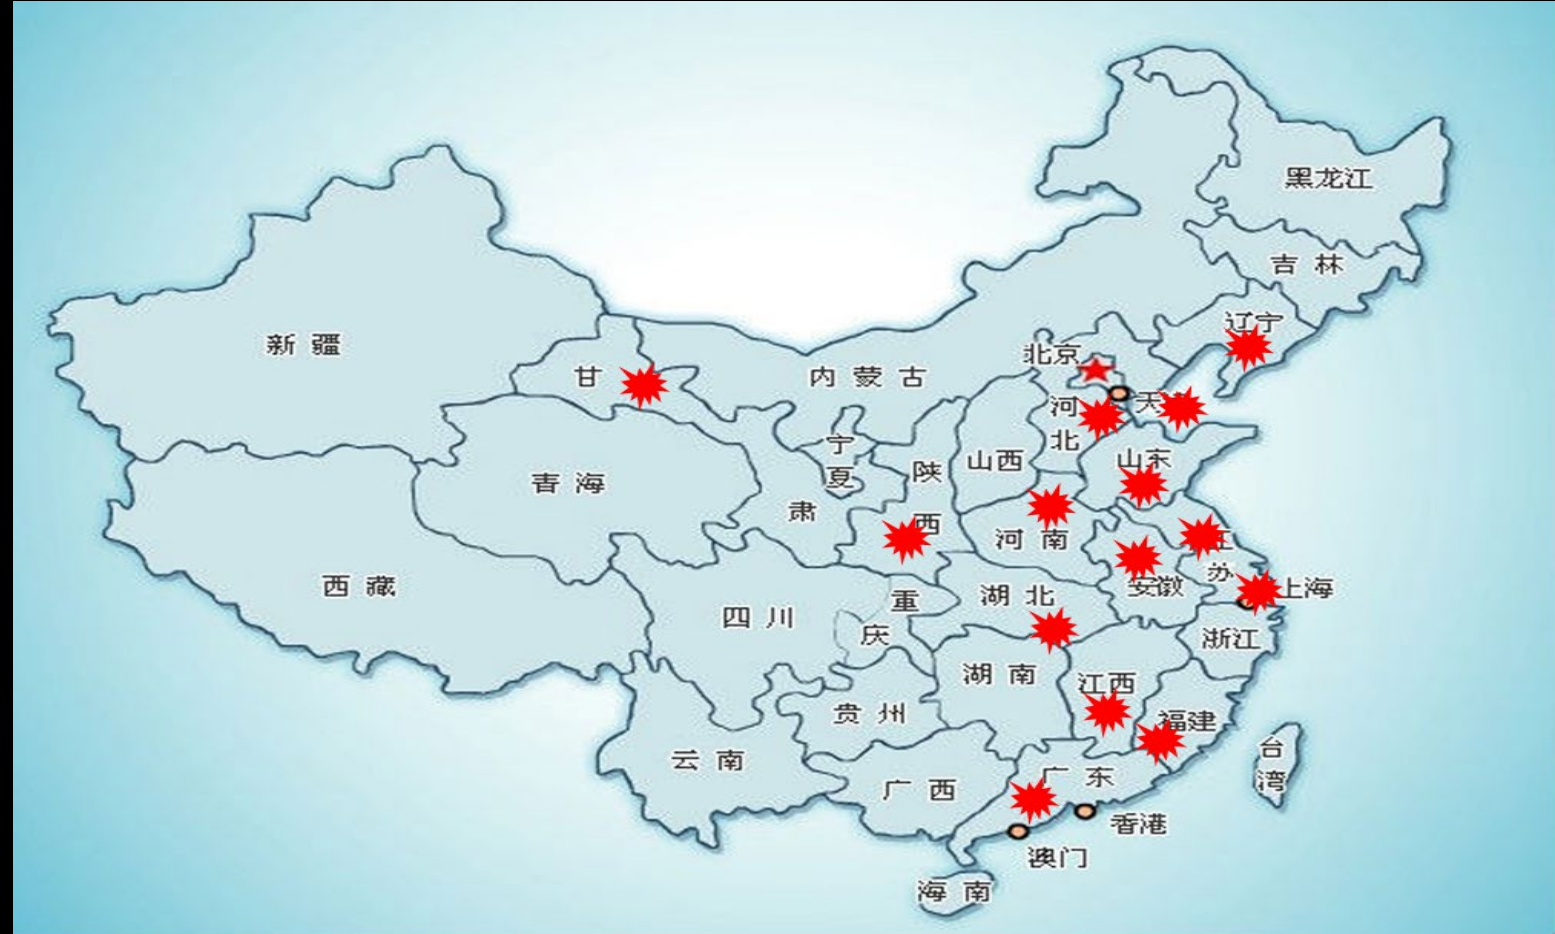 黑龙江
吉林
辽宁
新疆
北京
甘
内蒙古
天
河
北
宁
夏
山西
山东
陕
西
青海
肃
河南
苏
安徽
西藏
上海
湖北
重
庆
四川
浙江
湖南
江西
贵州
福建
云南
台
湾
广东
广西
香港
澳门
海南